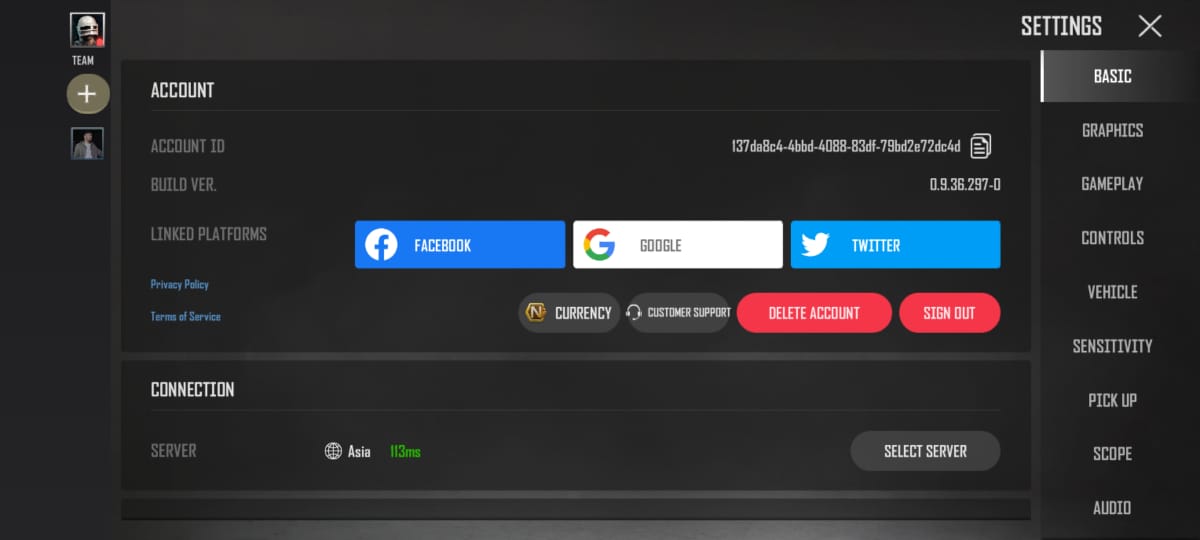 SETTINGS
TEAM
BASIC
ACCOUNT
ACCOUNT ID
137da8c4-4bbd-4088-83df-79bd2e72dc4d
BUILD VER.
0.9.36.297-0
LINKED PLATFORMS
FACEBOOK
GOOGLE
TWITTER
Privacy Policy
Terms of Service
CURRENCY
CUSTOMER SUPPORT
DELETE ACCOUNT
SIGN OUT
CONNECTION
SERVER
Asia 113ms
SELECT SERVER
GRAPHICS
GAMEPLAY
CONTROLS
VEHICLE
SENSITIVITY
PICK UP
SCOPE
AUDIO